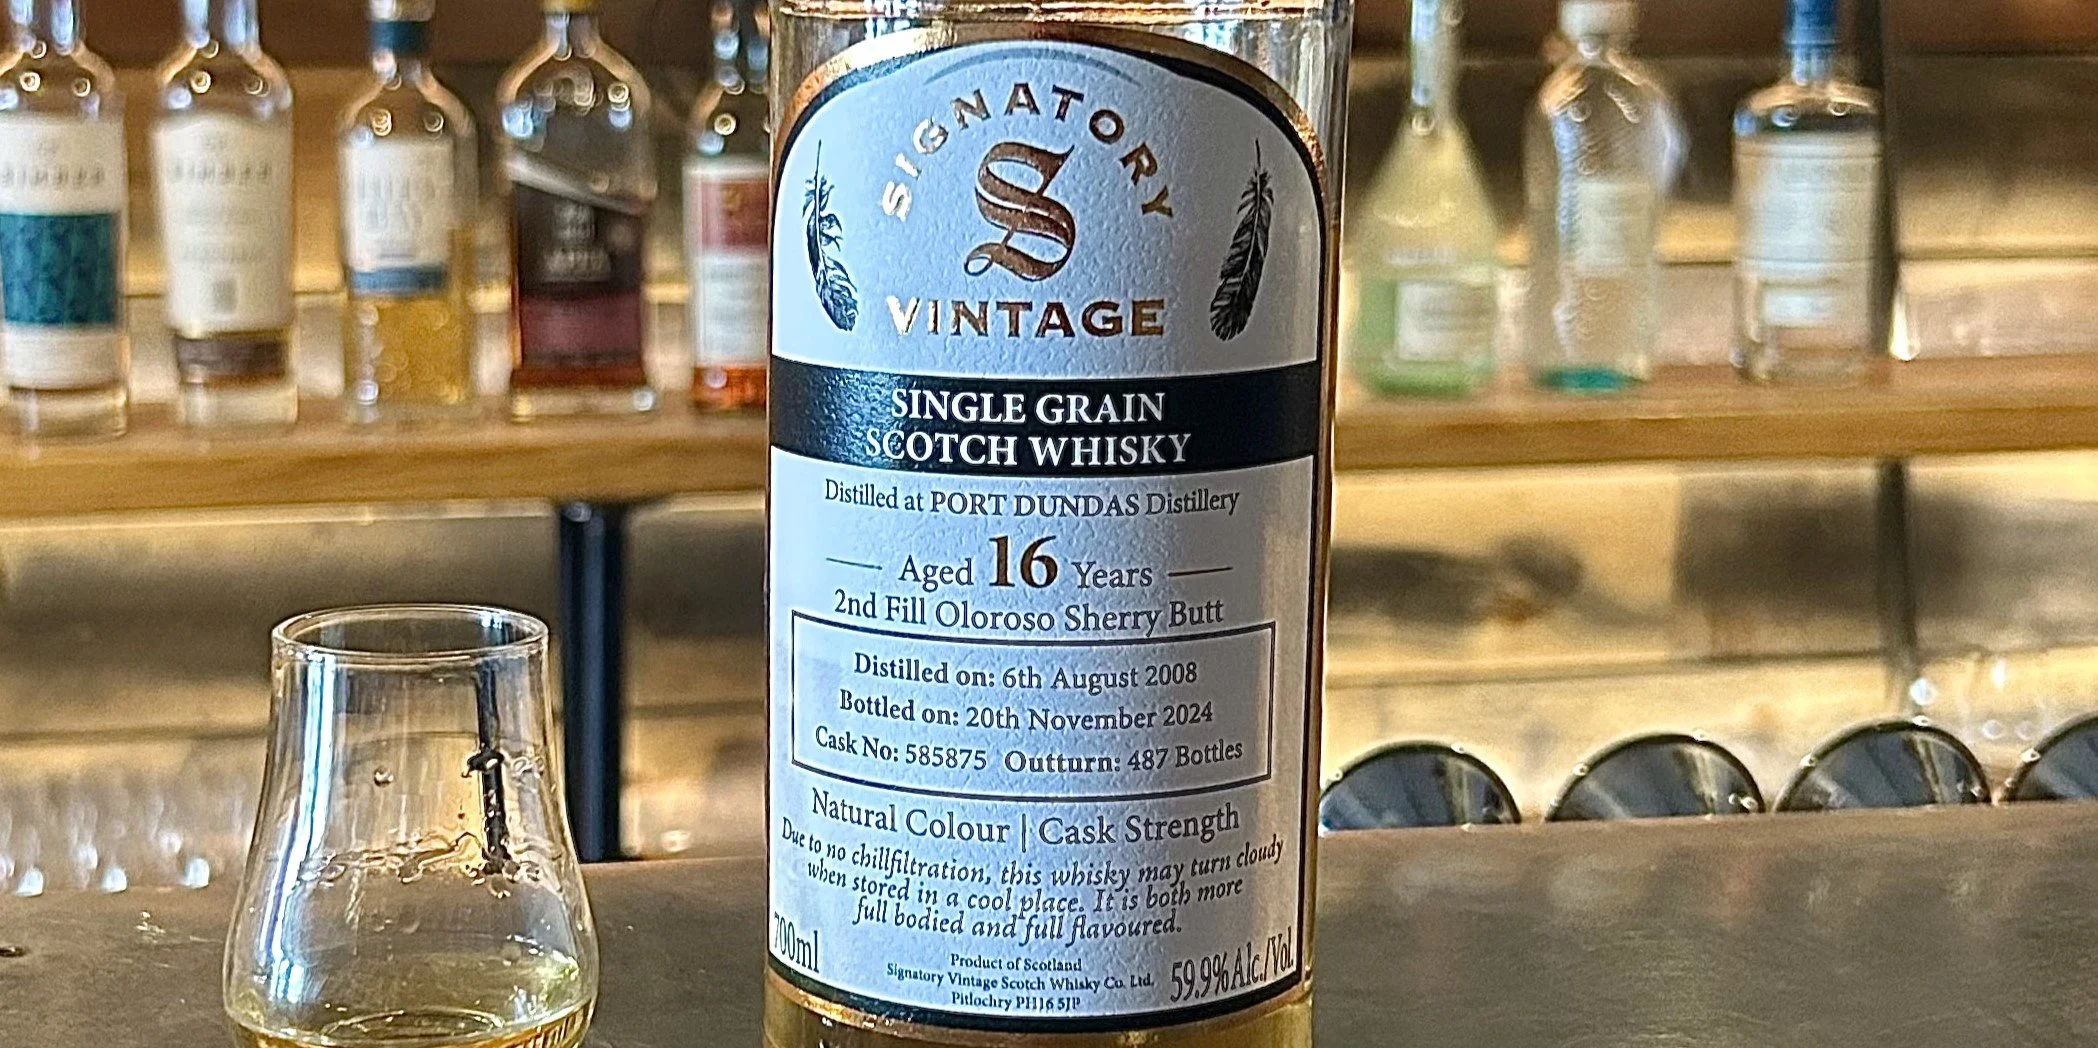 SIGNATORY
S
VINTAGE
SINGLE GRAIN
SCOTCH WHISKY
Distilled at PORT DUNDAS Distillery
Aged 16 Years
2nd Fill Oloroso Sherry Butt
Distilled on: 6th August 2008
Bottled on: 20th November 2024
Cask No: 585875 Outturn: 487 Bottles
Natural Colour | Cask Strength
Due to no chillfiltration, this whisky may turn cloudy
when stored in a cool place. It is both more
full bodied and full flavoured.
700ml
Product of Scotland
Signatory Vintage Scotch Whisky Co. Ltd.
Pitlochry PH16 5JP
59.9% Alc./Vol.